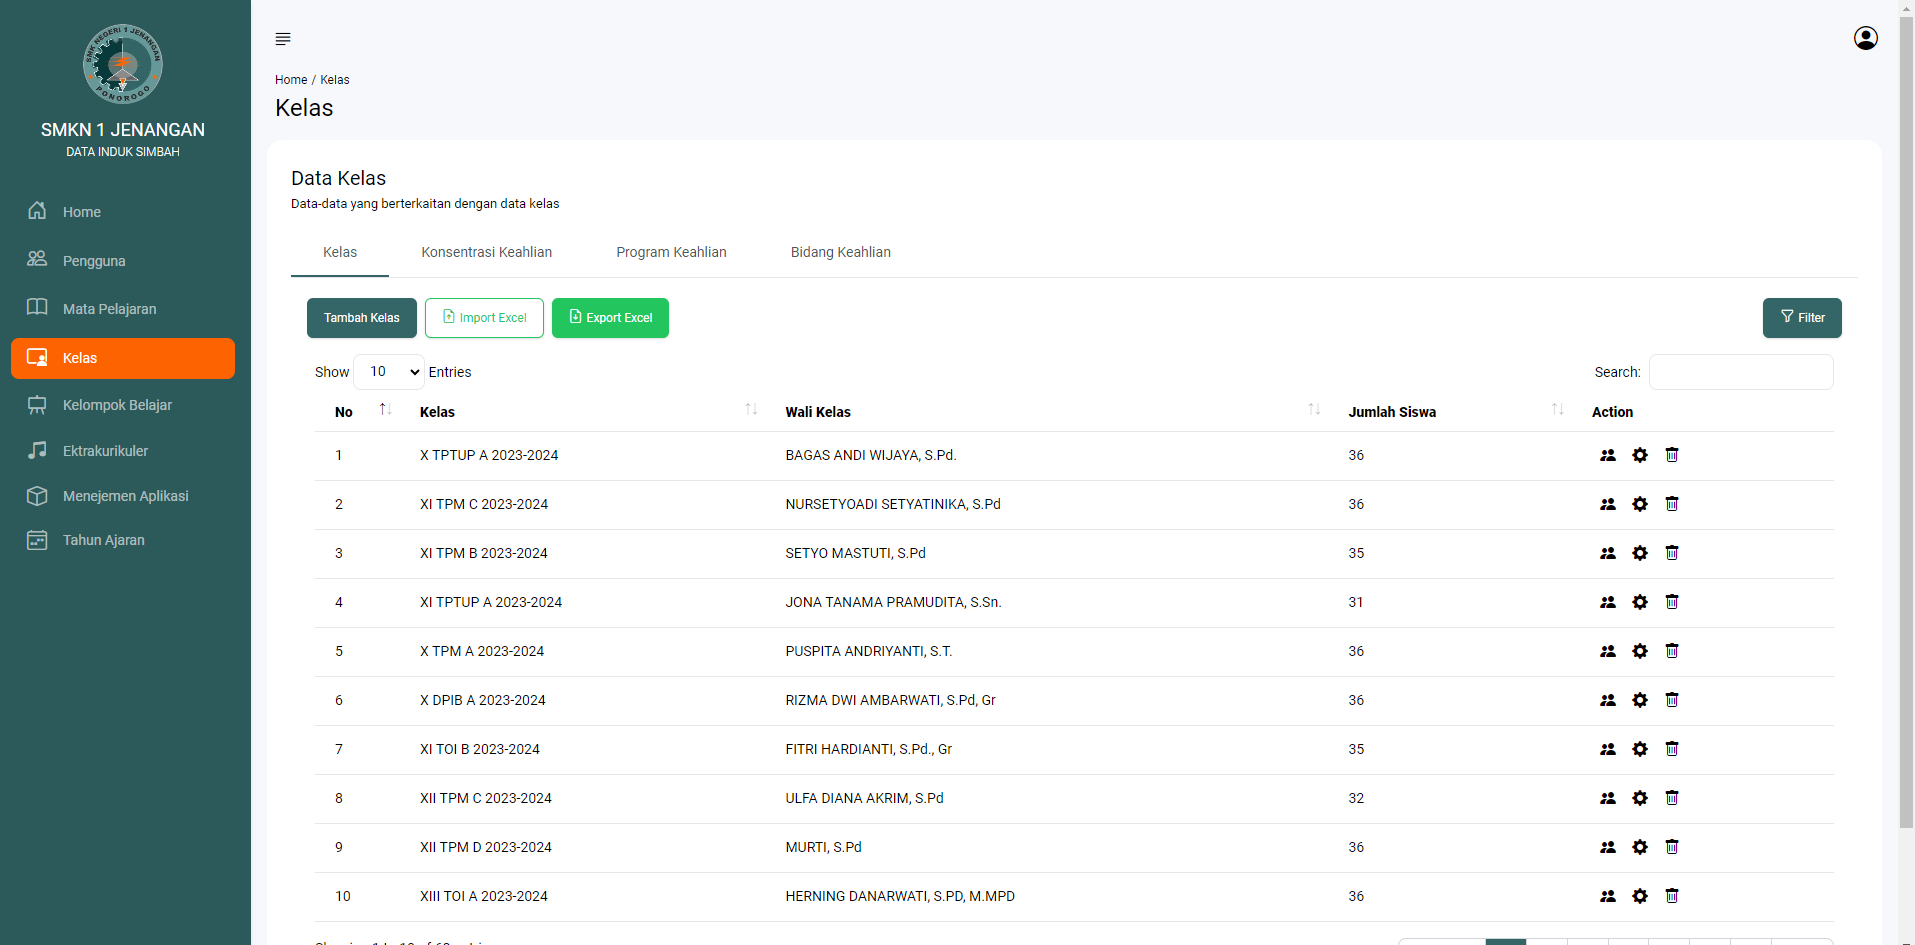 SMK NEGERI 1 JENANGAN
PONOROGO
SMKN 1 JENANGAN
DATA INDUK SIMBAH
Home
Pengguna
Mata Pelajaran
Kelas
Kelompok Belajar
Ektrakurikuler
Menejemen Aplikasi
Tahun Ajaran
Home / Kelas
Kelas
Data Kelas
Data-data yang berterkaitan dengan data kelas
Kelas Konsentrasi Keahlian Program Keahlian Bidang Keahlian
Tambah Kelas Import Excel Export Excel Filter
Show 10 Entries Search:
No Kelas Wali Kelas Jumlah Siswa Action
1 X TPTUP A 2023-2024 BAGAS ANDI WIJAYA, S.Pd. 36
2 XI TPM C 2023-2024 NURSETYOADI SETYATINIKA, S.Pd 36
3 XI TPM B 2023-2024 SETYO MASTUTI, S.Pd 35
4 XI TPTUP A 2023-2024 JONA TANAMA PRAMUDITA, S.Sn. 31
5 X TPM A 2023-2024 PUSPITA ANDRIYANTI, S.T. 36
6 X DPIB A 2023-2024 RIZMA DWI AMBARWATI, S.Pd, Gr 36
7 XI TOI B 2023-2024 FITRI HARDIANTI, S.Pd., Gr 35
8 XII TPM C 2023-2024 ULFA DIANA AKRIM, S.Pd 32
9 XII TPM D 2023-2024 MURTI, S.Pd 36
10 XIII TOI A 2023-2024 HERNING DANARWATI, S.PD, M.MPD 36